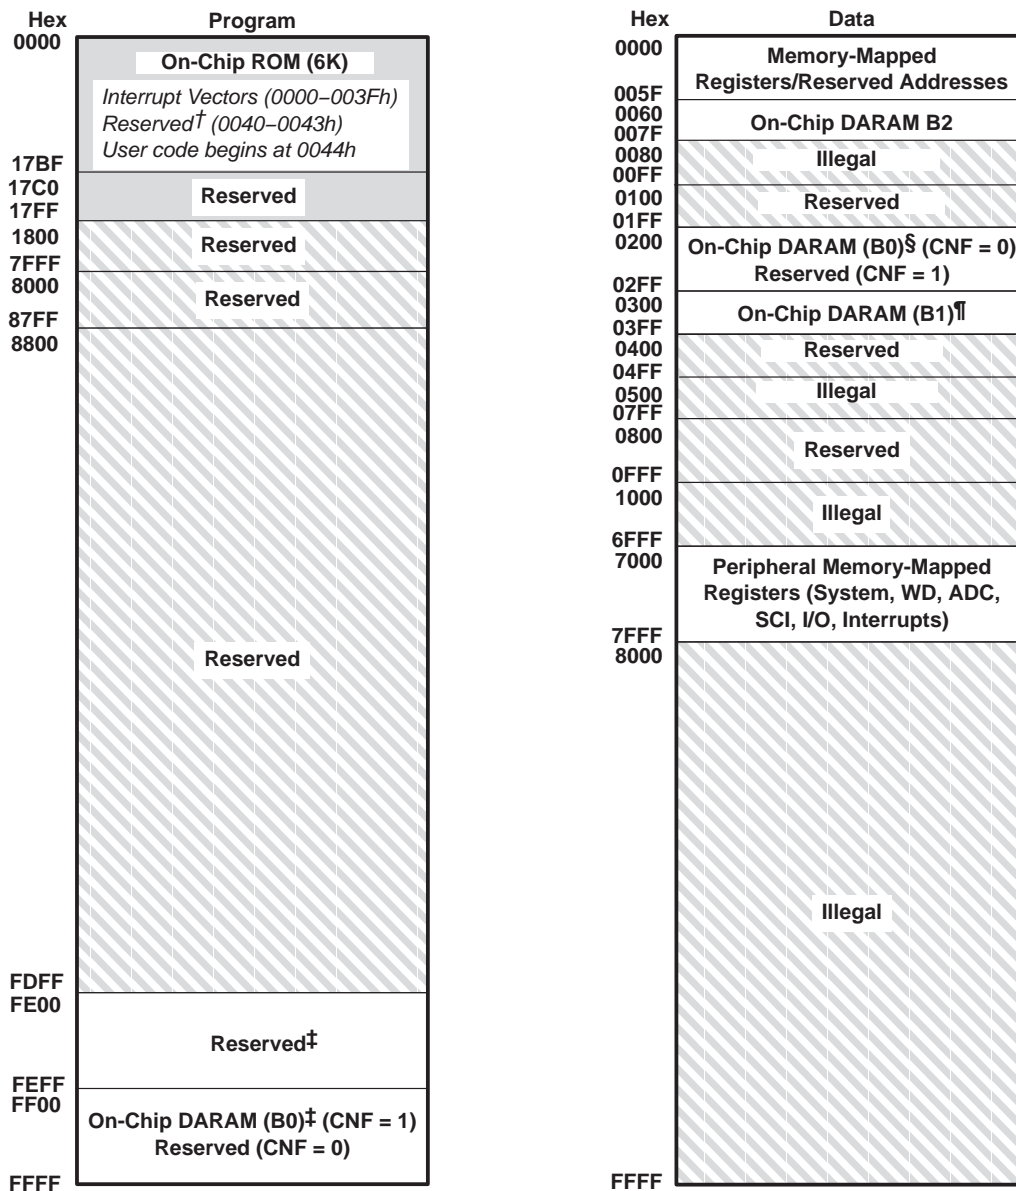 Hex
Program
0000
On-Chip ROM (6K)
Interrupt Vectors (0000–003Fh)
Reserved† (0040–0043h)
User code begins at 0044h
17BF
17C0
Reserved
17FF
1800
Reserved
7FFF
8000
Reserved
87FF
8800
Reserved
FDFF
FE00
Reserved‡
FEFF
FF00
On-Chip DARAM (B0)‡ (CNF = 1)
Reserved (CNF = 0)
FFFF
Hex
Data
0000
Memory-Mapped
Registers/Reserved Addresses
005F
0060
On-Chip DARAM B2
007F
0080
Illegal
00FF
0100
Reserved
01FF
0200
On-Chip DARAM (B0)§ (CNF = 0)
Reserved (CNF = 1)
02FF
0300
On-Chip DARAM (B1)¶
03FF
0400
Reserved
04FF
0500
Illegal
07FF
0800
Reserved
0FFF
1000
Illegal
6FFF
7000
Peripheral Memory-Mapped
Registers (System, WD, ADC,
SCI, I/O, Interrupts)
7FFF
8000
Illegal
FFFF